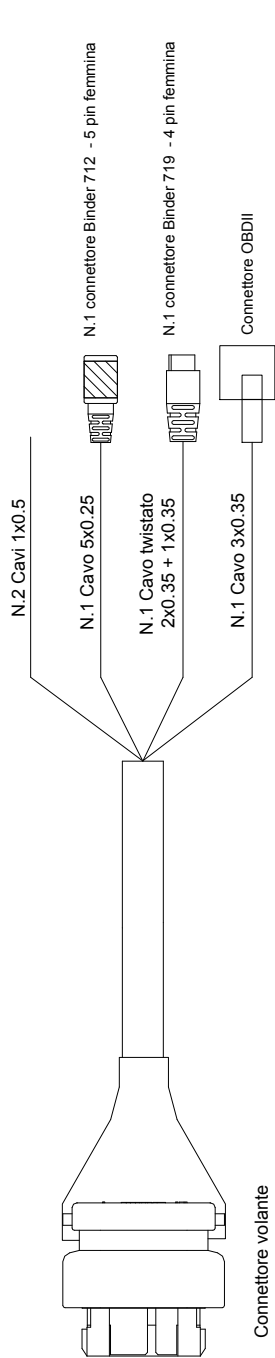 N.2 Cavi 1x0.5
N.1 Cavo 5x0.25
N.1 connettore Binder 712 - 5 pin femmina
N.1 Cavo twistato
2x0.35 + 1x0.35
N.1 connettore Binder 719 - 4 pin femmina
N.1 Cavo 3x0.35
Connettore OBDII
Connettore volante